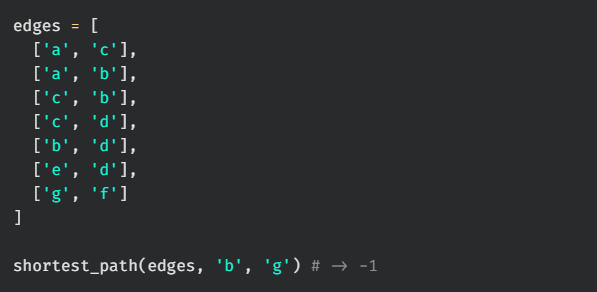 edges = [
  ['a', 'c'],
  ['a', 'b'],
  ['c', 'b'],
  ['c', 'd'],
  ['b', 'd'],
  ['e', 'd'],
  ['g', 'f']
]
shortest_path(edges, 'b', 'g') # -> -1